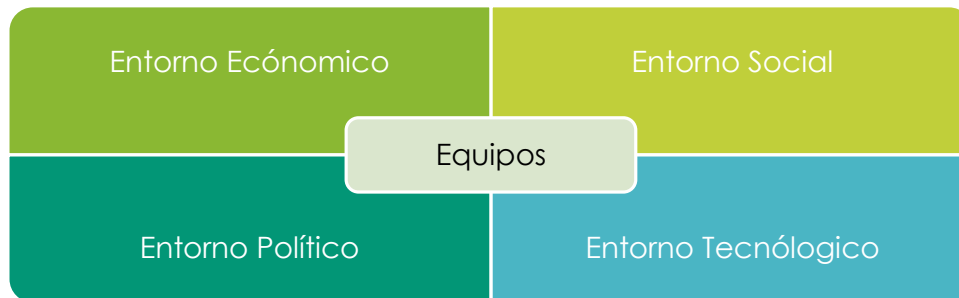 Entorno Ecónomico
Entorno Social
Equipos
Entorno Político
Entorno Tecnólogico